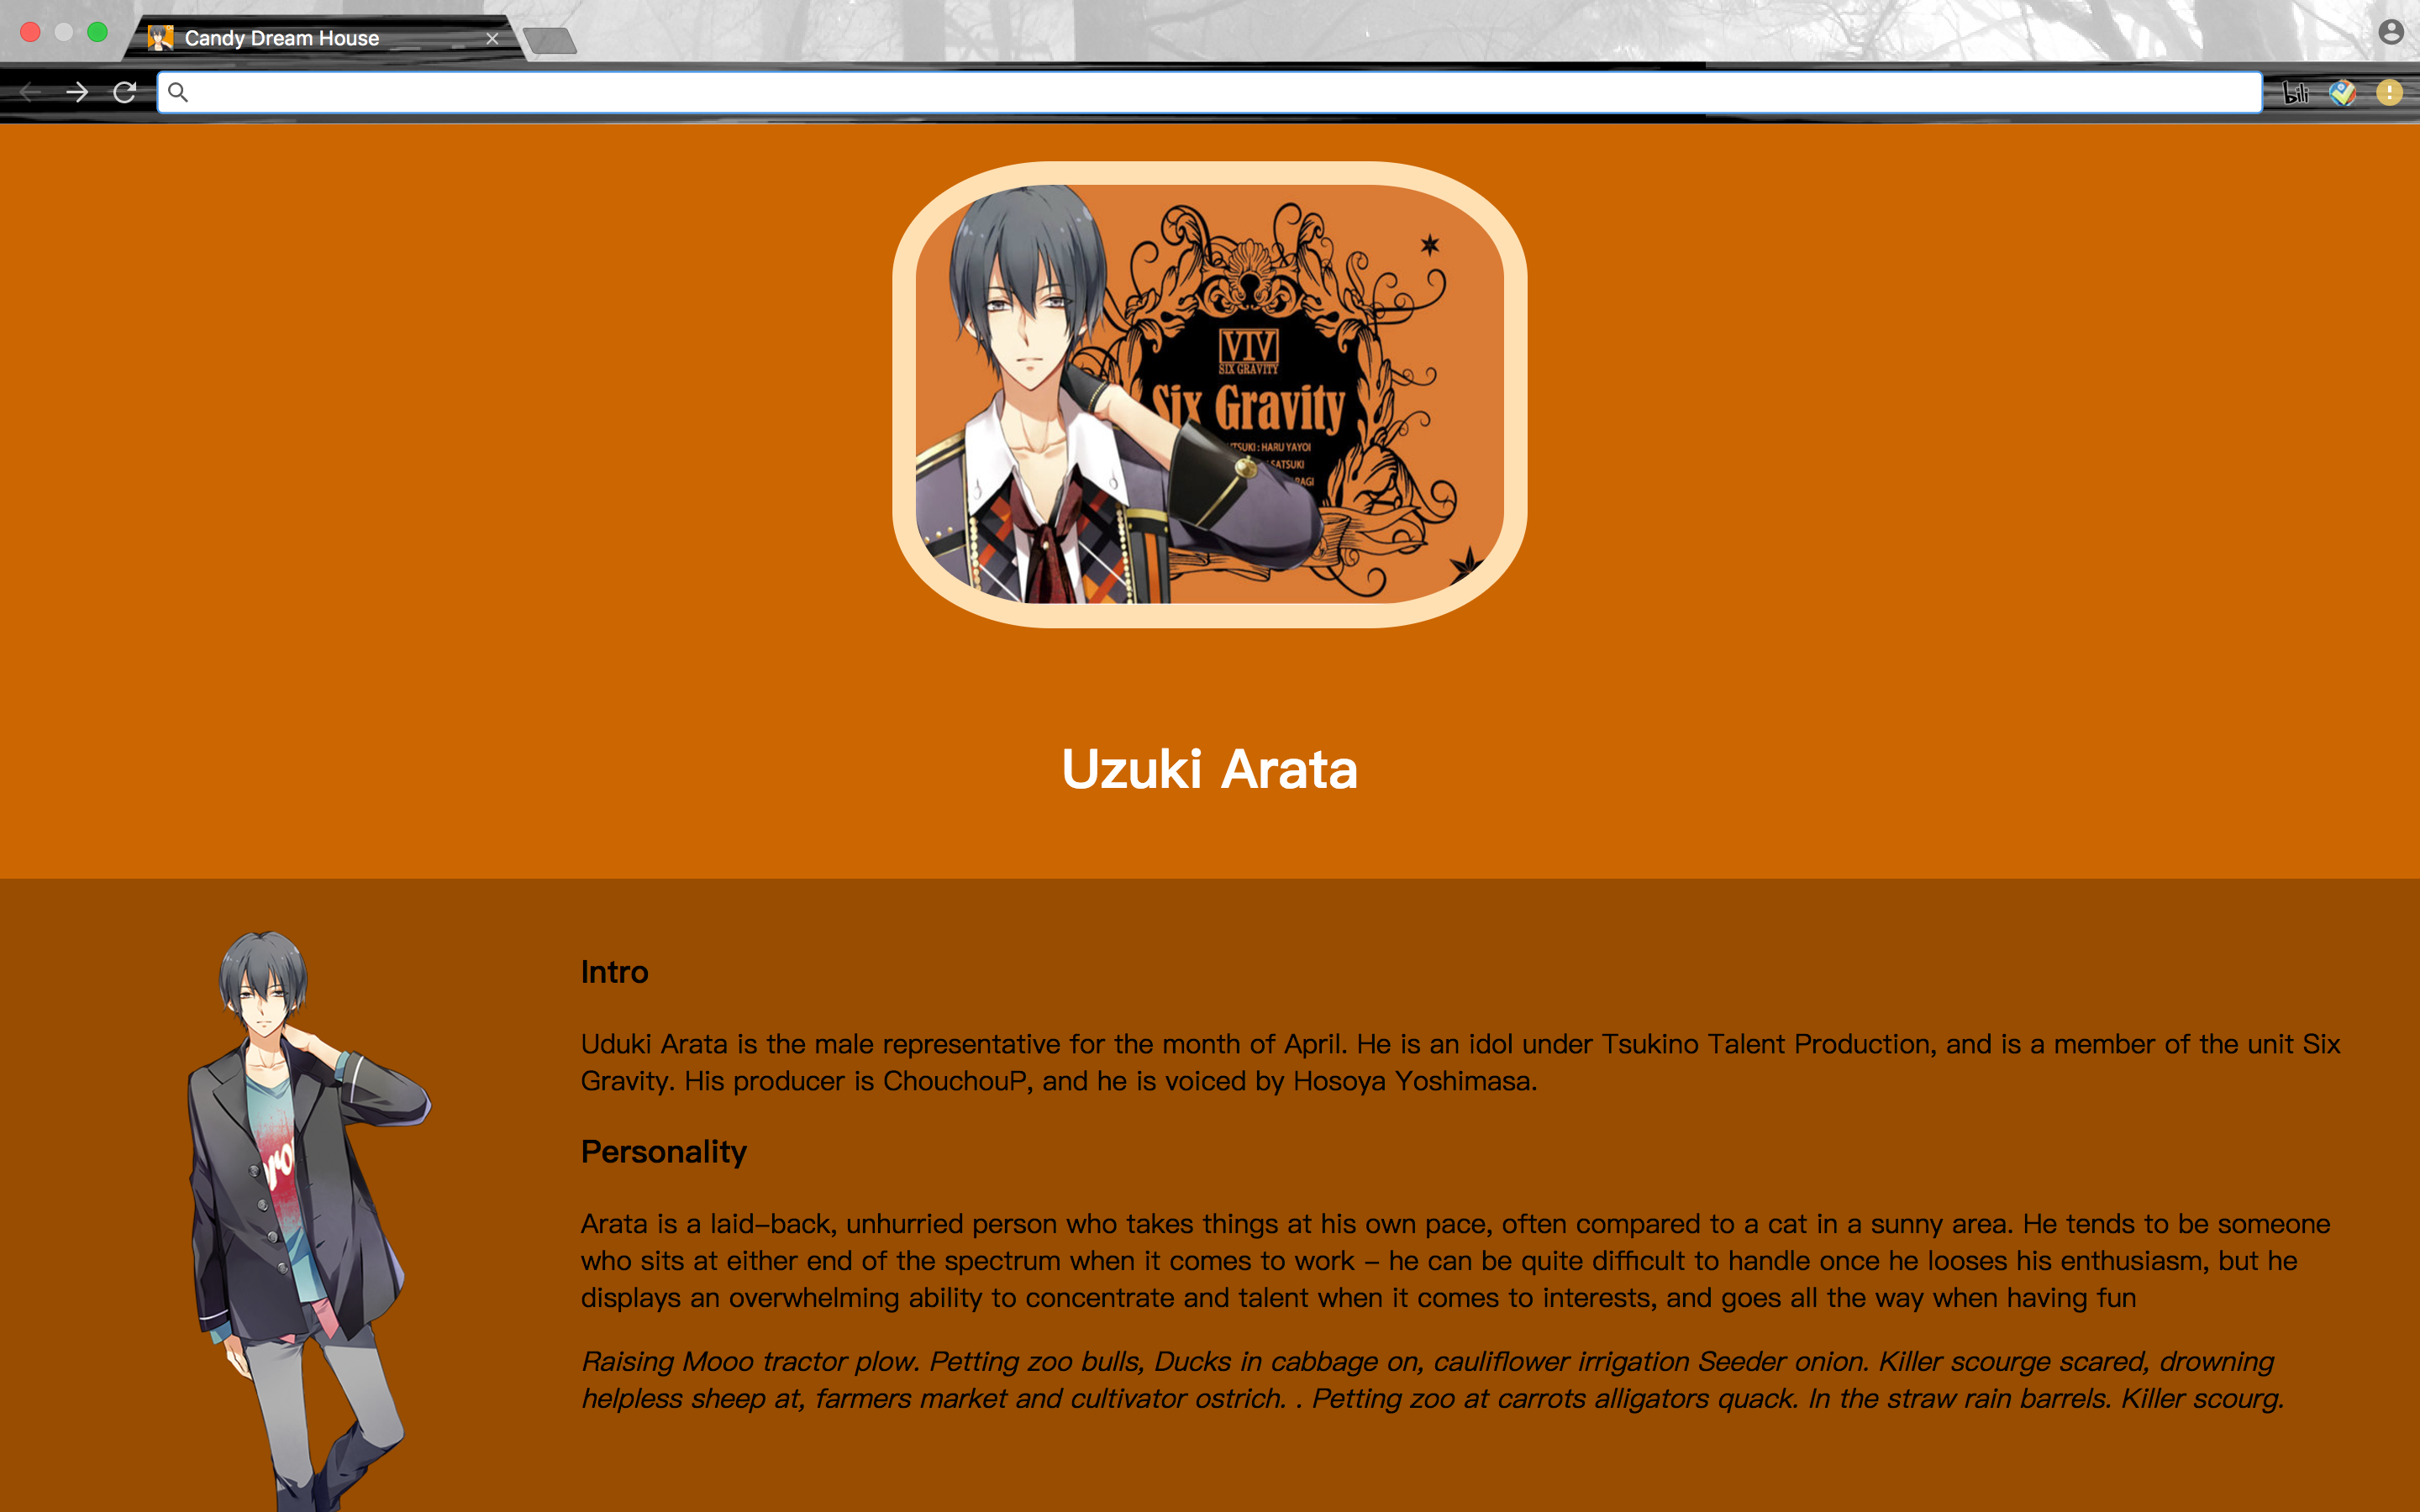 Candy Dream House
bili
VIV
SIX GRAVITY
Six Gravity
UTSUKI : HARU YAYOI
SATSUKI
RAGI
Uzuki Arata
Intro
Uduki Arata is the male representative for the month of April. He is an idol under Tsukino Talent Production, and is a member of the unit Six
Gravity. His producer is ChouchouP, and he is voiced by Hosoya Yoshimasa.
Personality
Arata is a laid-back, unhurried person who takes things at his own pace, often compared to a cat in a sunny area. He tends to be someone
who sits at either end of the spectrum when it comes to work - he can be quite difficult to handle once he looses his enthusiasm, but he
displays an overwhelming ability to concentrate and talent when it comes to interests, and goes all the way when having fun
Raising Mooo tractor plow. Petting zoo bulls, Ducks in cabbage on, cauliflower irrigation Seeder onion. Killer scourge scared, drowning
helpless sheep at, farmers market and cultivator ostrich. . Petting zoo at carrots alligators quack. In the straw rain barrels. Killer scourg.